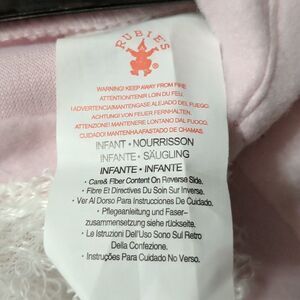 RUBIE'S
®
WARNING! KEEP AWAY FROM FIRE
ATTENTION!TENIR LOIN DU FEU.
¡ADVERTENCIA!MANTENGASE ALEJADO DEL FUEGO.
ACHTUNG! VON FEUER FERNHALTEN.
ATTENZIONE! MANTENERE LONTANO DAL FUOCO.
CUIDADO! MANTENHA AFASTADO DE CHAMAS.
INFANT • NOURRISSON
INFANTE • SÄUGLING
INFANTE • INFANTE
• Care& Fiber Content On Reverse Side.
• Fibre Et Directives Du Soin Sur Inverse.
• Ver Al Dorso Para Instrucciones De Cuidado.
• Pflegeanleitung und Faser-
zusammensetzung siehe rückseite.
• Le Istruzioni Dell'Uso Sono Sul Retro
Della Confezione.
• Instruções Para Cuidado No Verso.